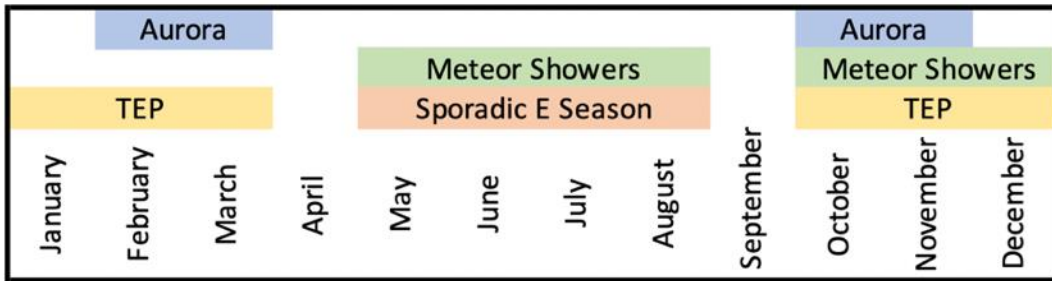 Aurora Aurora
Meteor Showers Meteor Showers
TEP Sporadic E Season TEP
January
February
March
April
May
June
July
August
September
October
November
December